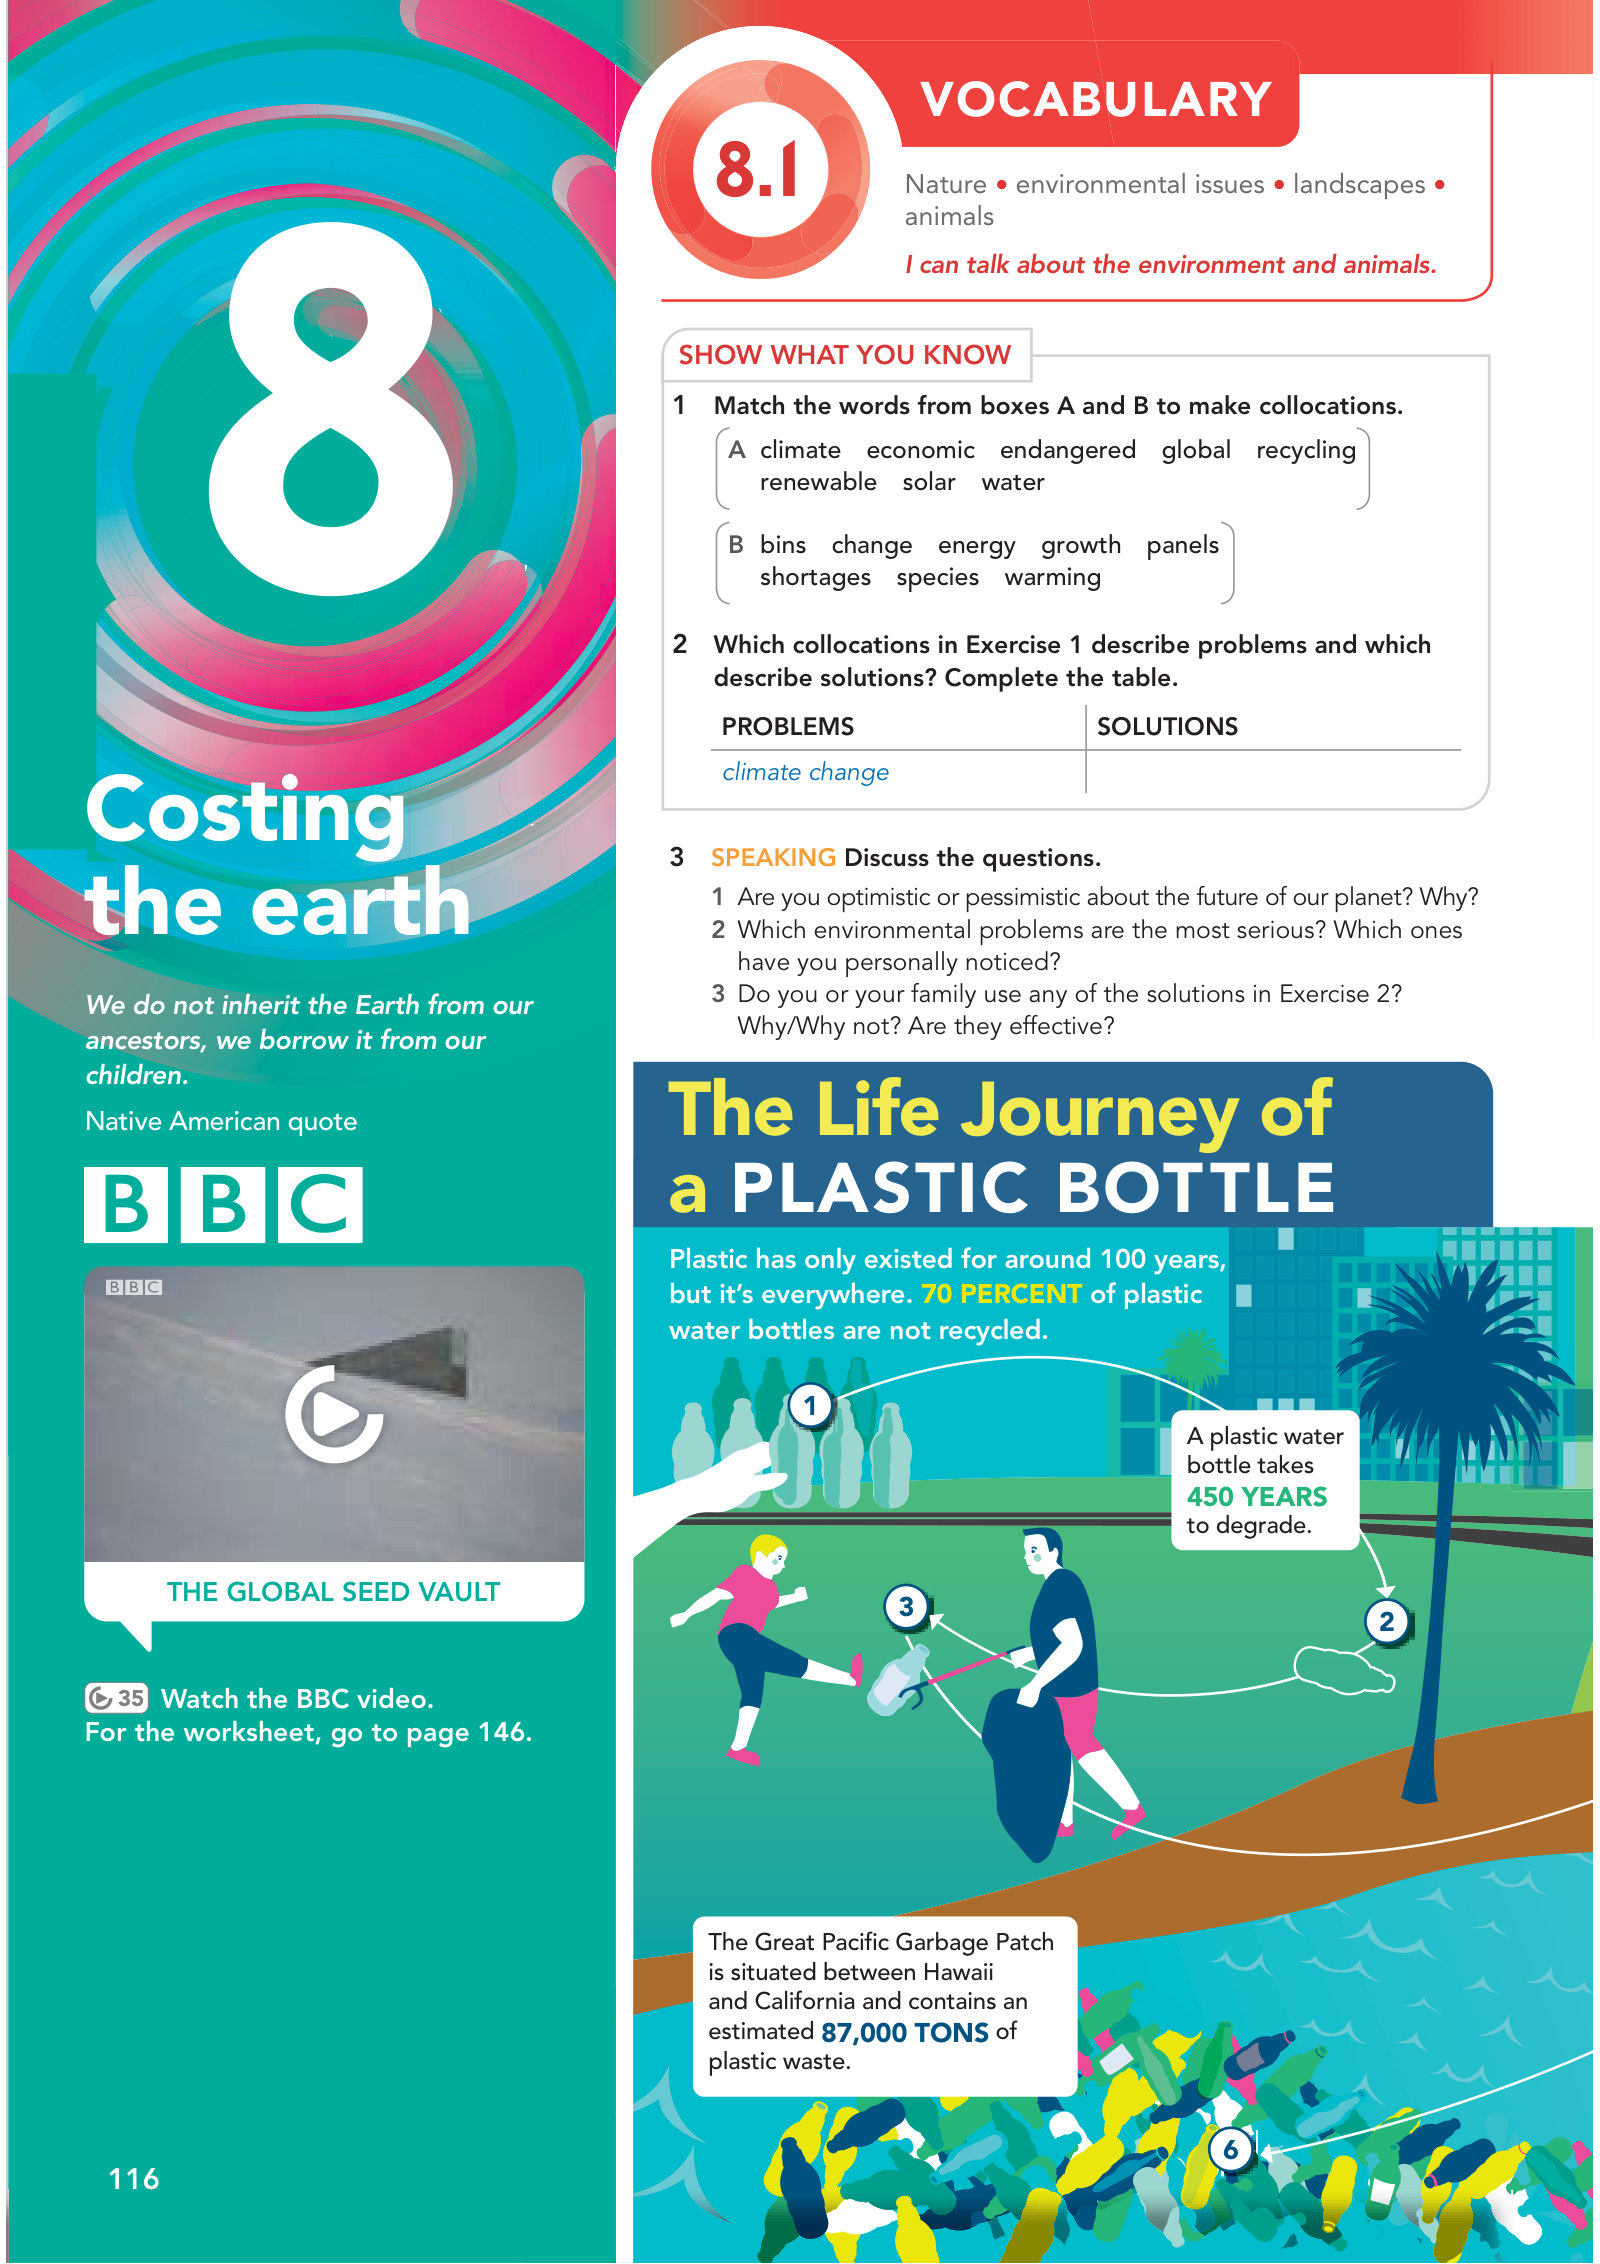 8
Costing
the earth
We do not inherit the Earth from our
ancestors, we borrow it from our
children.
Native American quote
BBC
BBC
THE GLOBAL SEED VAULT
35 Watch the BBC video.
For the worksheet, go to page 146.
116
8.1
VOCABULARY
Nature • environmental issues • landscapes •
animals
I can talk about the environment and animals.
SHOW WHAT YOU KNOW
1 Match the words from boxes A and B to make collocations.
A climate economic endangered global recycling
renewable solar water
B bins change energy growth panels
shortages species warming
2 Which collocations in Exercise 1 describe problems and which
describe solutions? Complete the table.
PROBLEMS SOLUTIONS
climate change
3 SPEAKING Discuss the questions.
1 Are you optimistic or pessimistic about the future of our planet? Why?
2 Which environmental problems are the most serious? Which ones
have you personally noticed?
3 Do you or your family use any of the solutions in Exercise 2?
Why/Why not? Are they effective?
The Life Journey of
a PLASTIC BOTTLE
Plastic has only existed for around 100 years,
but it's everywhere. 70 PERCENT of plastic
water bottles are not recycled.
1
A plastic water
bottle takes
450 YEARS
to degrade.
3
2
The Great Pacific Garbage Patch
is situated between Hawaii
and California and contains an
estimated 87,000 TONS of
plastic waste.
6